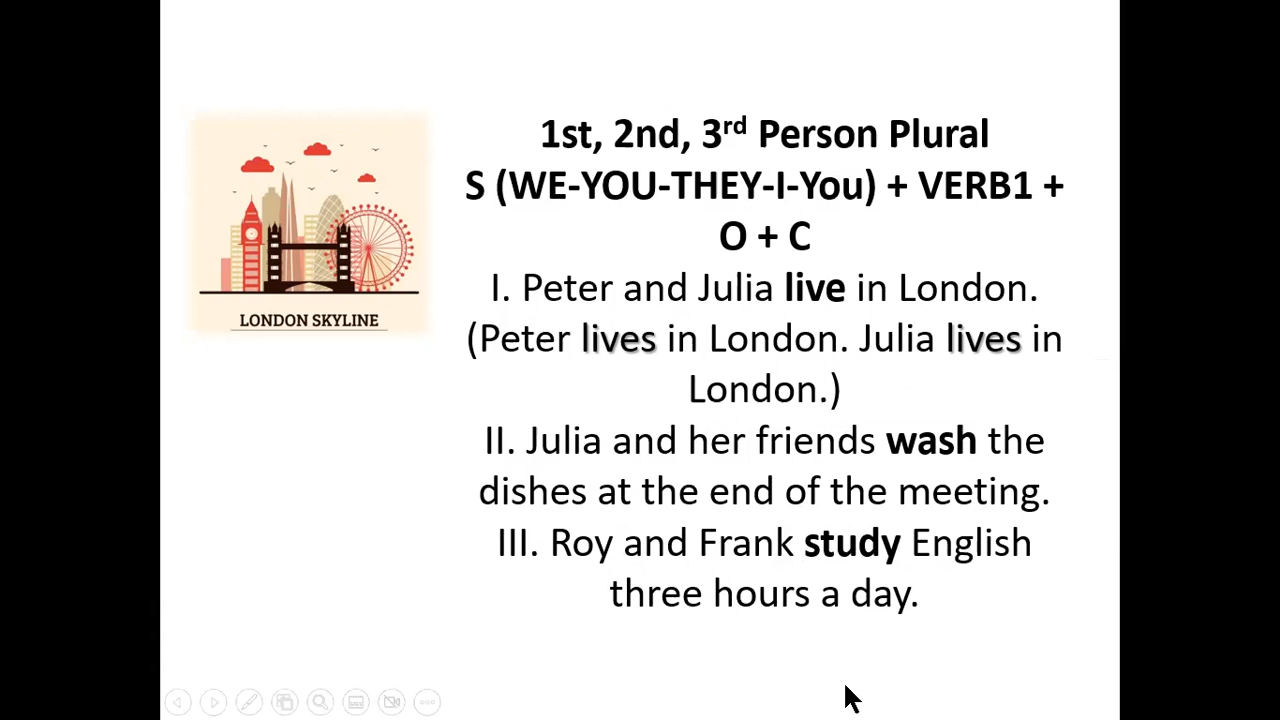 1st, 2nd, 3rd Person Plural
S (WE-YOU-THEY-I-You) + VERB1 +
O + C
I. Peter and Julia live in London.
(Peter lives in London. Julia lives in
London.)
II. Julia and her friends wash the
dishes at the end of the meeting.
III. Roy and Frank study English
three hours a day.
LONDON SKYLINE